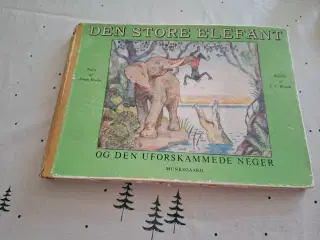 DEN STORE ELEFANT
OG DEN UFORSKAMMEDE NEGER
MUNKSGAARD